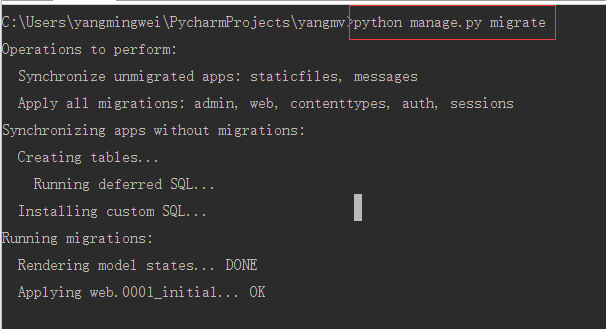 C:\Users\yangmingwei\PycharmProjects\yangmv>python manage.py migrate
Operations to perform:
  Synchronize unmigrated apps: staticfiles, messages
  Apply all migrations: admin, web, contenttypes, auth, sessions
Synchronizing apps without migrations:
  Creating tables...
    Running deferred SQL...
  Installing custom SQL...
Running migrations:
  Rendering model states... DONE
  Applying web.0001_initial... OK